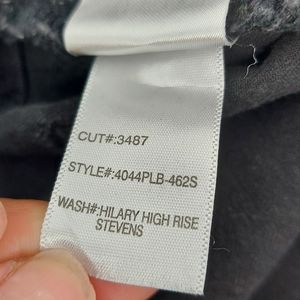 CUT#:3487
STYLE#:4044PLB-462S
WASH#:HILARY HIGH RISE
STEVENS